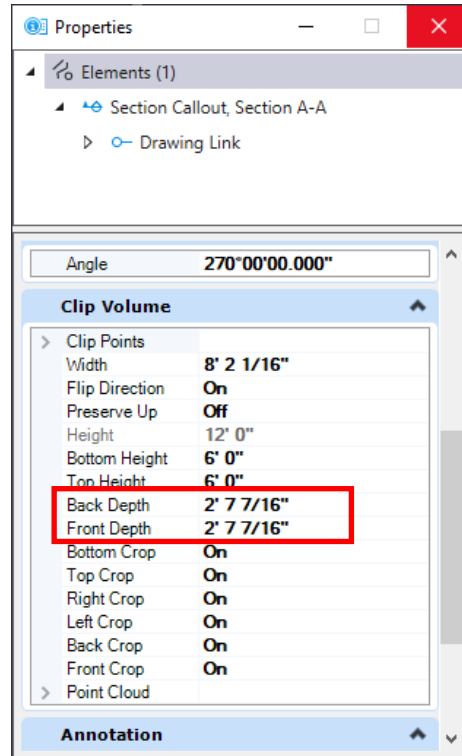 Properties
Elements (1)
Section Callout, Section A-A
Drawing Link
Angle 270°00'00.000"
Clip Volume
Clip Points
Width 8' 2 1/16"
Flip Direction On
Preserve Up Off
Height 12' 0"
Bottom Height 6' 0"
Top Height 6' 0"
Back Depth 2' 7 7/16"
Front Depth 2' 7 7/16"
Bottom Crop On
Top Crop On
Right Crop On
Left Crop On
Back Crop On
Front Crop On
Point Cloud
Annotation